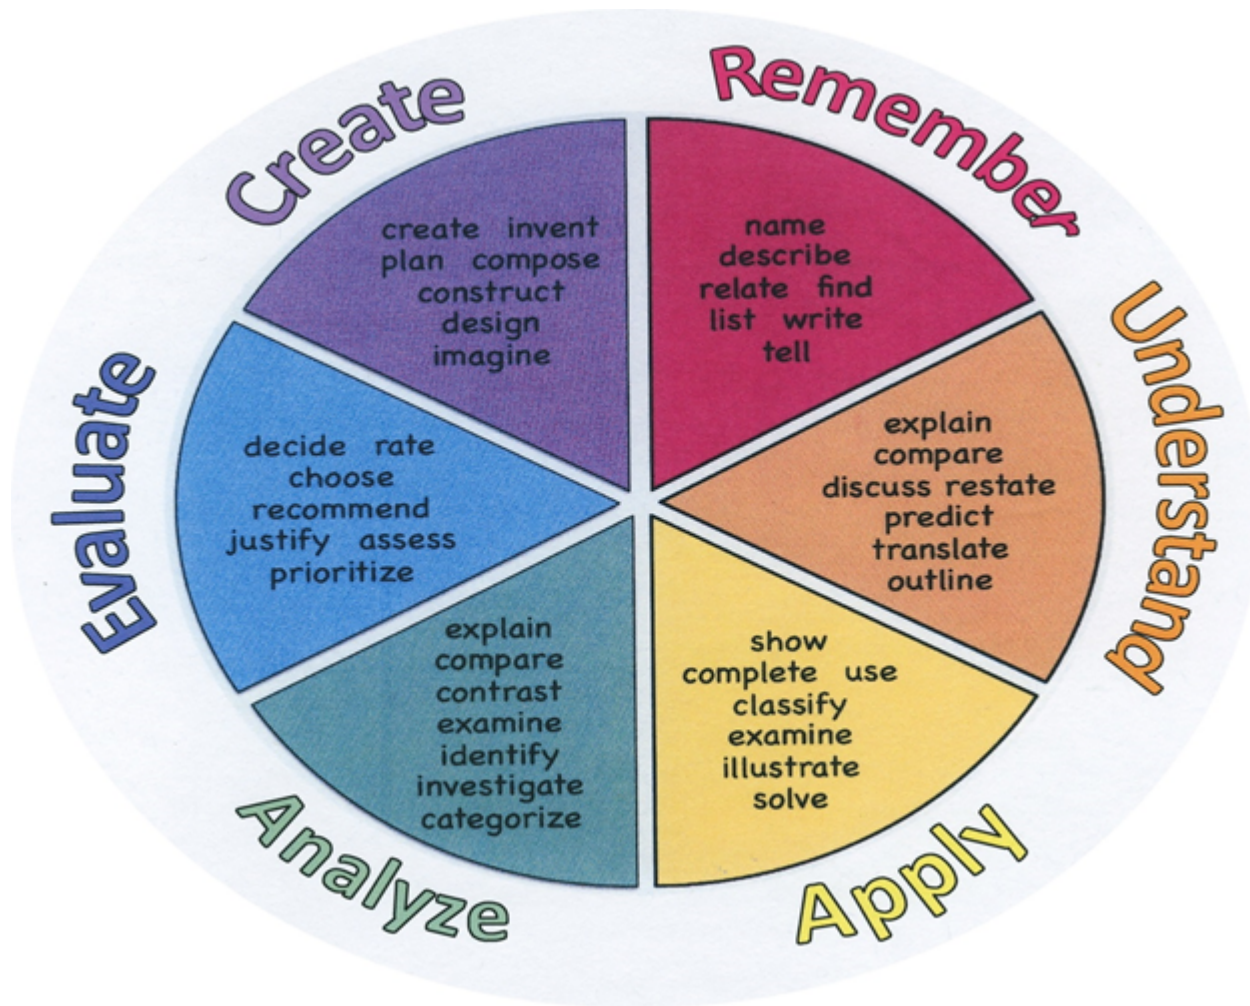 Remember
name
describe
relate find
list write
tell
Understand
explain
compare
discuss restate
predict
translate
outline
Apply
show
complete use
classify
examine
illustrate
solve
Analyze
explain
compare
contrast
examine
identify
investigate
categorize
Evaluate
decide rate
choose
recommend
justify assess
prioritize
Create
create invent
plan compose
construct
design
imagine